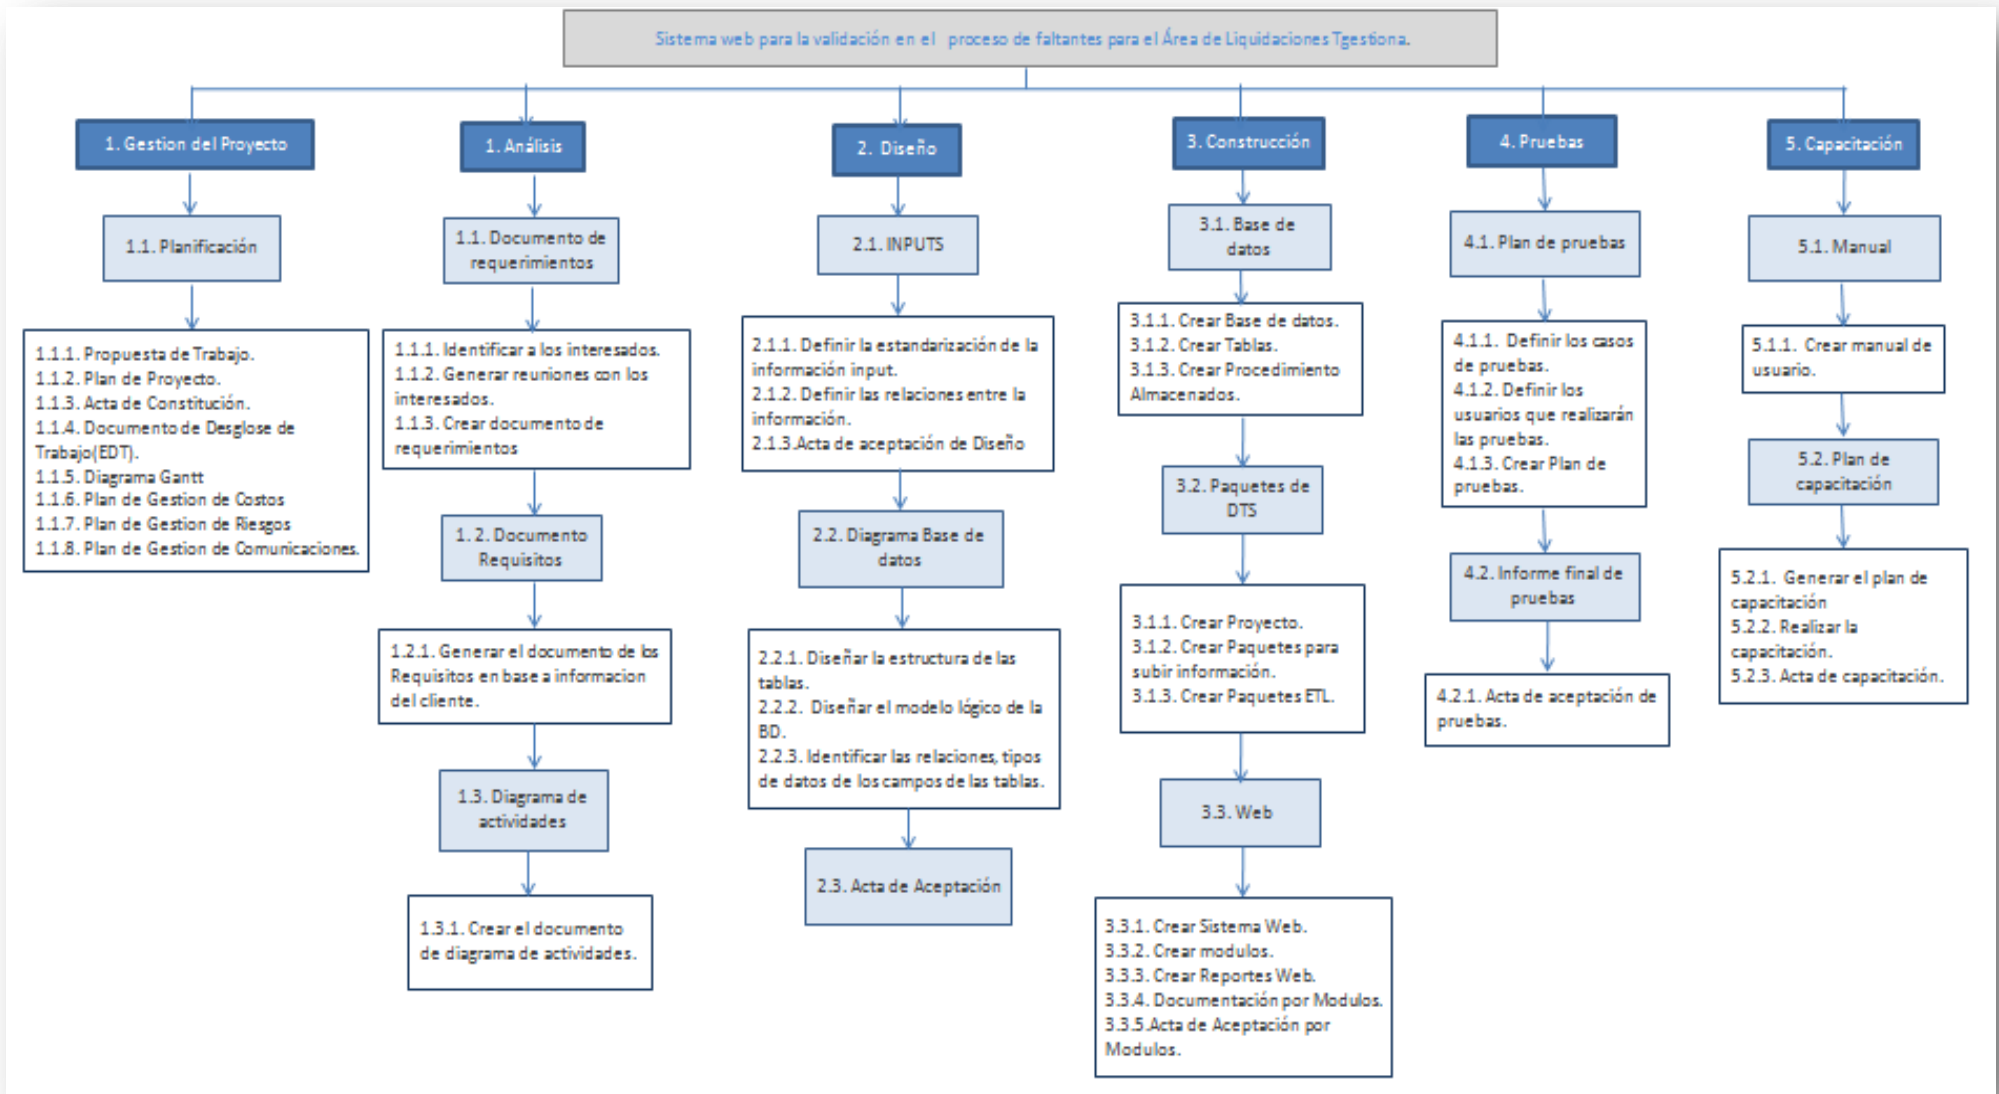 Sistema web para la validación en el proceso de faltantes para el Área de Liquidaciones Tgestiona.
1. Gestion del Proyecto
1.1. Planificación
1.1.1. Propuesta de Trabajo.
1.1.2. Plan de Proyecto.
1.1.3. Acta de Constitución.
1.1.4. Documento de Desglose de
Trabajo(EDT).
1.1.5. Diagrama Gantt
1.1.6. Plan de Gestion de Costos
1.1.7. Plan de Gestion de Riesgos
1.1.8. Plan de Gestion de Comunicaciones.
1. Análisis
1.1. Documento de
requerimientos
1.1.1. Identificar a los interesados.
1.1.2. Generar reuniones con los
interesados.
1.1.3. Crear documento de
requerimientos
1. 2. Documento
Requisitos
1.2.1. Generar el documento de los
Requisitos en base a informacion
del cliente.
1.3. Diagrama de
actividades
1.3.1. Crear el documento
de diagrama de actividades.
2. Diseño
2.1. INPUTS
2.1.1. Definir la estandarización de la
información input.
2.1.2. Definir las relaciones entre la
información.
2.1.3.Acta de aceptación de Diseño
2.2. Diagrama Base de
datos
2.2.1. Diseñar la estructura de las
tablas.
2.2.2. Diseñar el modelo lógico de la
BD.
2.2.3. Identificar las relaciones, tipos
de datos de los campos de las tablas.
2.3. Acta de Aceptación
3. Construcción
3.1. Base de
datos
3.1.1. Crear Base de datos.
3.1.2. Crear Tablas.
3.1.3. Crear Procedimiento
Almacenados.
3.2. Paquetes de
DTS
3.1.1. Crear Proyecto.
3.1.2. Crear Paquetes para
subir información.
3.1.3. Crear Paquetes ETL.
3.3. Web
3.3.1. Crear Sistema Web.
3.3.2. Crear modulos.
3.3.3. Crear Reportes Web.
3.3.4. Documentación por Modulos.
3.3.5.Acta de Aceptación por
Modulos.
4. Pruebas
4.1. Plan de pruebas
4.1.1. Definir los casos
de pruebas.
4.1.2. Definir los
usuarios que realizarán
las pruebas.
4.1.3. Crear Plan de
pruebas.
4.2. Informe final de
pruebas
4.2.1. Acta de aceptación de
pruebas.
5. Capacitación
5.1. Manual
5.1.1. Crear manual de
usuario.
5.2. Plan de
capacitación
5.2.1. Generar el plan de
capacitación
5.2.2. Realizar la
capacitación.
5.2.3. Acta de capacitación.